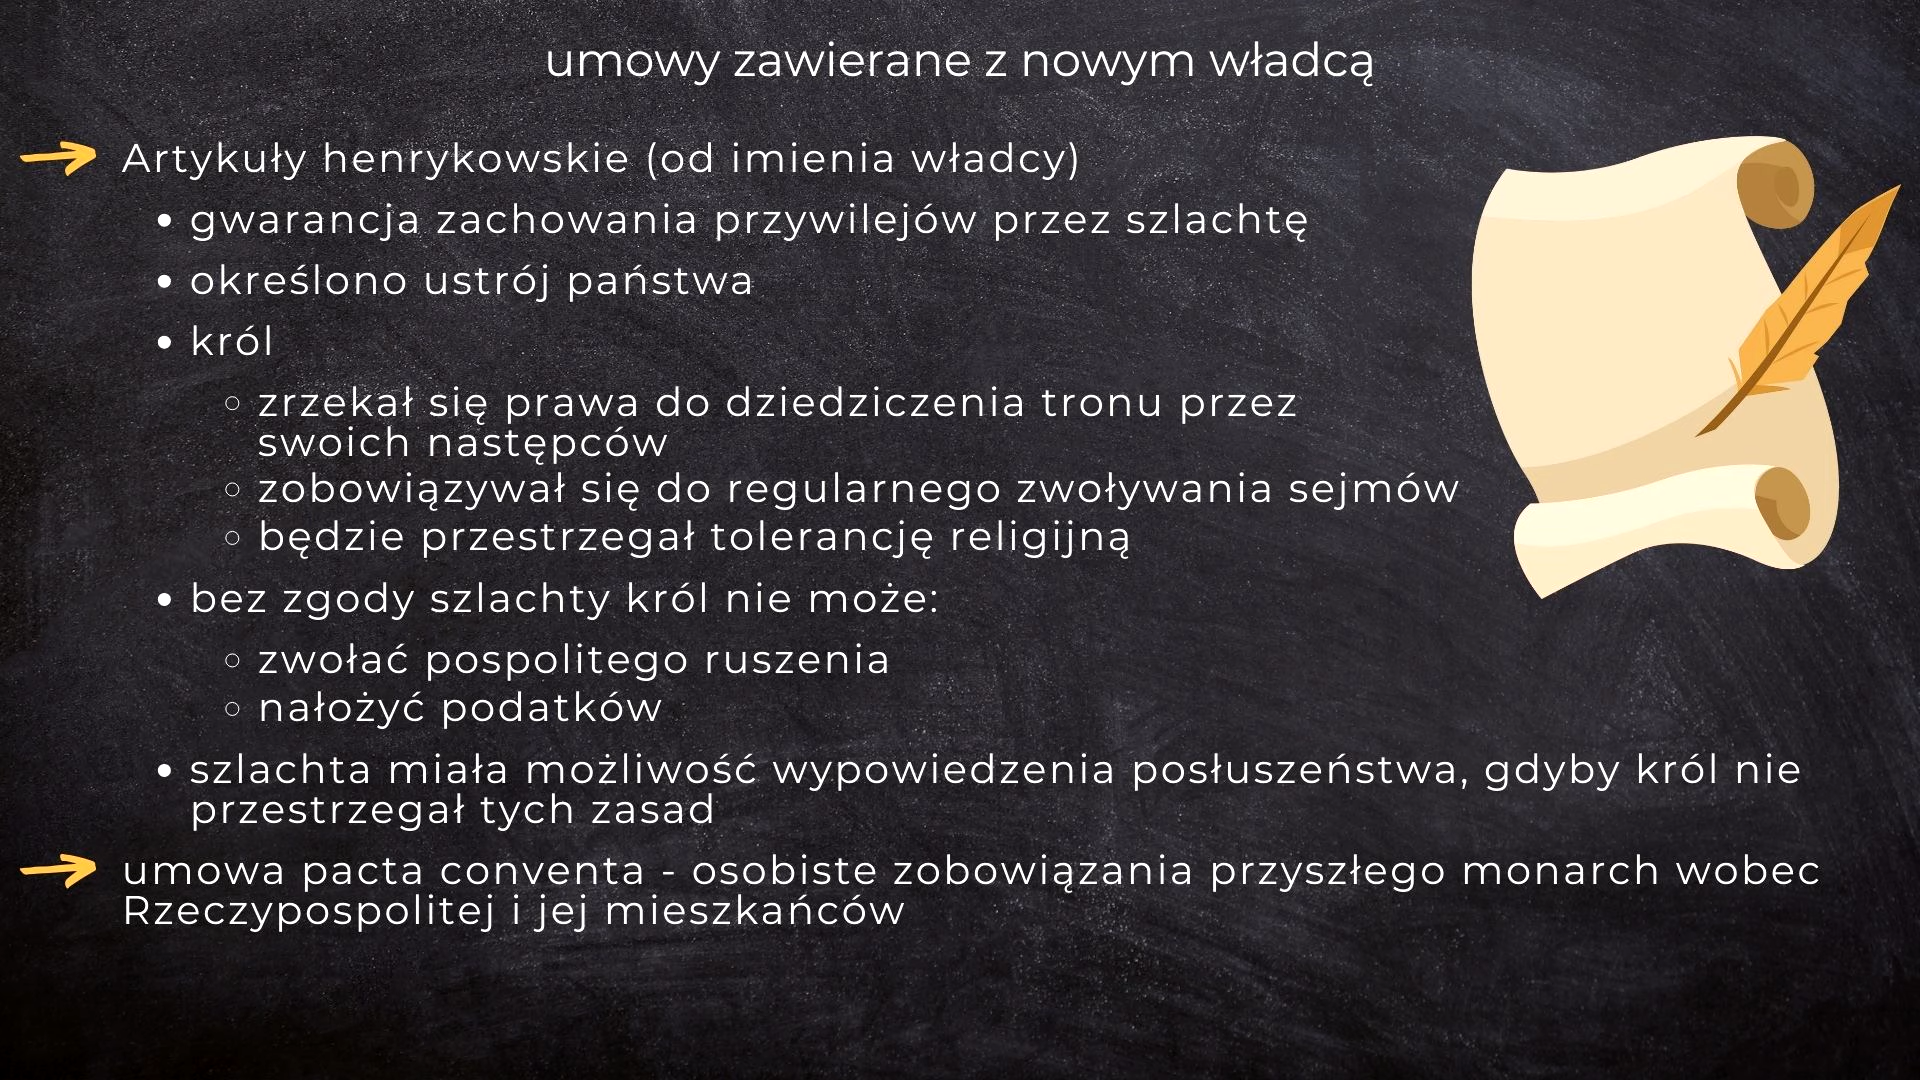 umowy zawierane z nowym władcą
Artykuły henrykowskie (od imienia władcy)
gwarancja zachowania przywilejów przez szlachtę
określono ustrój państwa
król
zrzekał się prawa do dziedziczenia tronu przez
swoich następców
zobowiązywał się do regularnego zwoływania sejmów
będzie przestrzegał tolerancję religijną
bez zgody szlachty król nie może:
zwołać pospolitego ruszenia
nałożyć podatków
szlachta miała możliwość wypowiedzenia posłuszeństwa, gdyby król nie
przestrzegał tych zasad
umowa pacta conventa - osobiste zobowiązania przyszłego monarch wobec
Rzeczypospolitej i jej mieszkańców